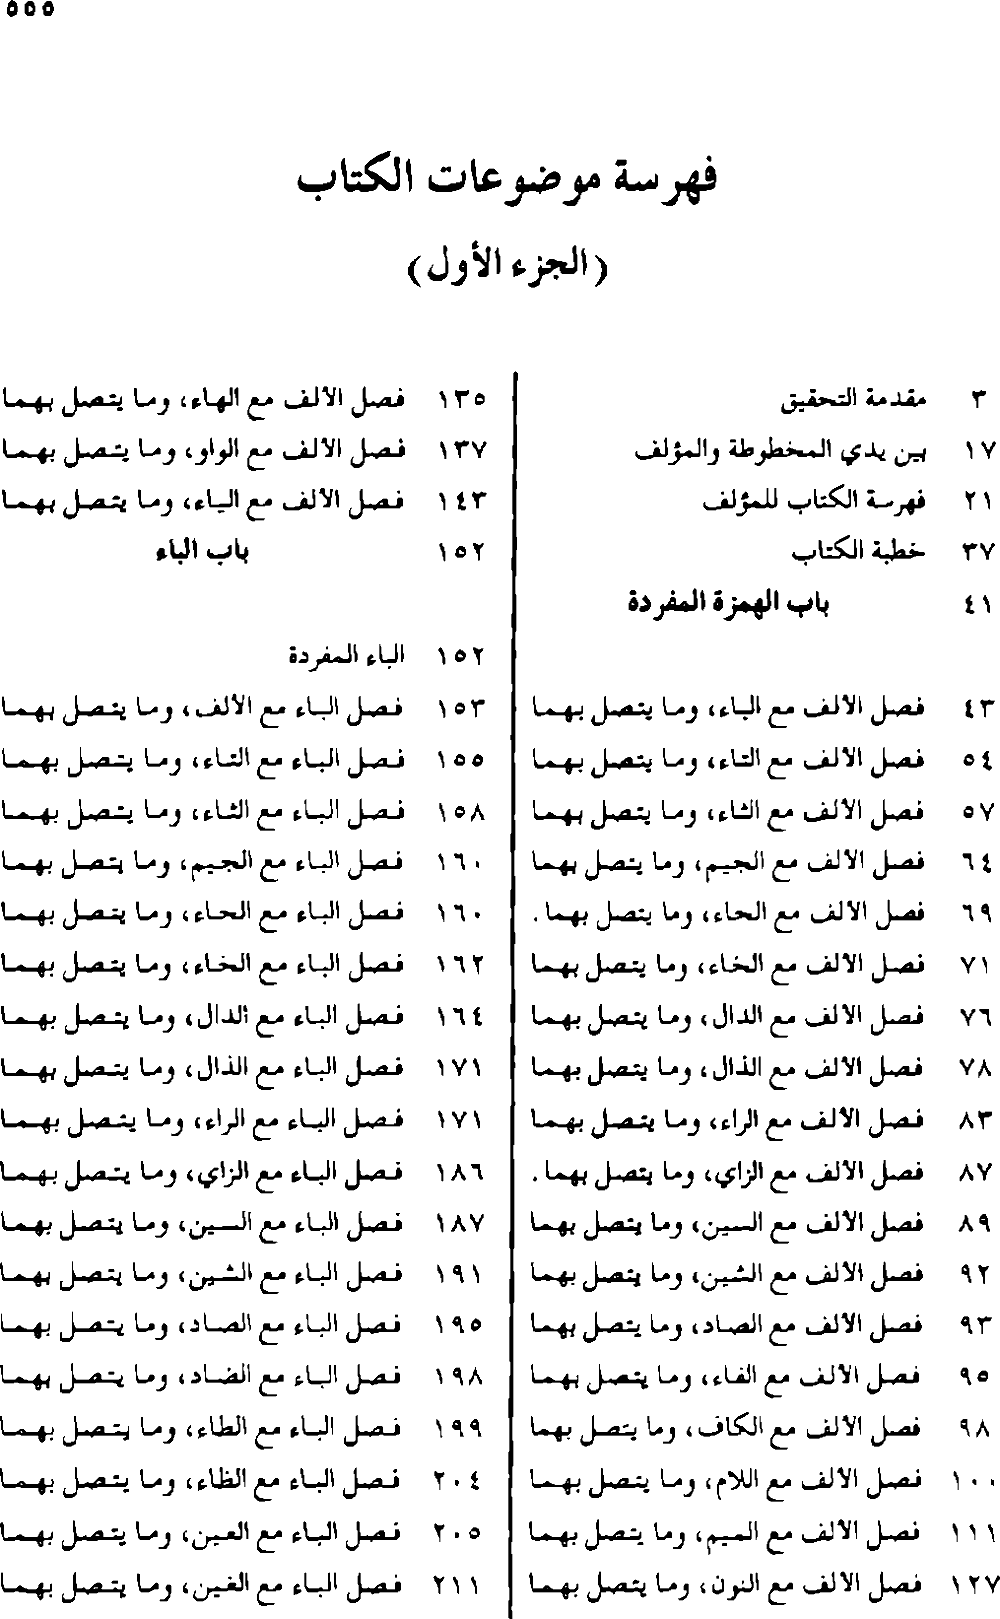 ٥٥٥
فهرسة موضوعات الكتاب
(الجزء الأول)
٣ مقدمة التحقيق
١٧ بين يدي المخطوطة والمؤلف
٢١ فهرسة الكتاب للمؤلف
٣٧ خطبة الكتاب
٤١ باب الهمزة المفردة
٤٣ فصل الألف مع الباء، وما يتصل بهما
٥٤ فصل الألف مع التاء، وما يتصل بهما
٥٧ فصل الألف مع الثاء، وما يتصل بهما
٦٤ فصل الألف مع الجيم، وما يتصل بهما
٦٩ فصل الألف مع الحاء، وما يتصل بهما.
٧١ فصل الألف مع الخاء، وما يتصل بهما
٧٦ فصل الألف مع الدال، وما يتصل بهما
٧٨ فصل الألف مع الذال، وما يتصل بهما
٨٣ فصل الألف مع الراء، وما يتصل بهما
٨٧ فصل الألف مع الزاي، وما يتصل بهما.
٨٩ فصل الألف مع السين، وما يتصل بهما
٩٢ فصل الألف مع الشين، وما يتصل بهما
٩٣ فصل الألف مع الصاد، وما يتصل بهما
٩٥ فصل الألف مع الفاء، وما يتصل بهما
٩٨ فصل الألف مع الكاف، وما يتصل بهما
١٠٠ فصل الألف مع اللام، وما يتصل بهما
١١١ فصل الألف مع الميم، وما يتصل بهما
١٢٧ فصل الألف مع النون، وما يتصل بهما
١٣٥ فصل الألف مع الهاء، وما يتصل بهما
١٣٧ فصل الألف مع الواو، وما يتصل بهما
١٤٣ فصل الألف مع الياء، وما يتصل بهما
١٥٢ باب الباء
١٥٢ الباء المفردة
١٥٣ فصل الباء مع الألف، وما يتصل بهما
١٥٥ فصل الباء مع التاء، وما يتصل بهما
١٥٨ فصل الباء مع الثاء، وما يتصل بهما
١٦٠ فصل الباء مع الجيم، وما يتصل بهما
١٦٠ فصل الباء مع الحاء، وما يتصل بهما
١٦٢ فصل الباء مع الخاء، وما يتصل بهما
١٦٤ فصل الباء مع الدال، وما يتصل بهما
١٧١ فصل الباء مع الذال، وما يتصل بهما
١٧١ فصل الباء مع الراء، وما يتصل بهما
١٨٦ فصل الباء مع الزاي، وما يتصل بهما
١٨٧ فصل الباء مع السين، وما يتصل بهما
١٩١ فصل الباء مع الشين، وما يتصل بهما
١٩٥ فصل الباء مع الصاد، وما يتصل بهما
١٩٨ فصل الباء مع الضاد، وما يتصل بهما
١٩٩ فصل الباء مع الطاء، وما يتصل بهما
٢٠٤ فصل الباء مع الظاء، وما يتصل بهما
٢٠٥ فصل الباء مع العين، وما يتصل بهما
٢١١ فصل الباء مع الغين، وما يتصل بهما